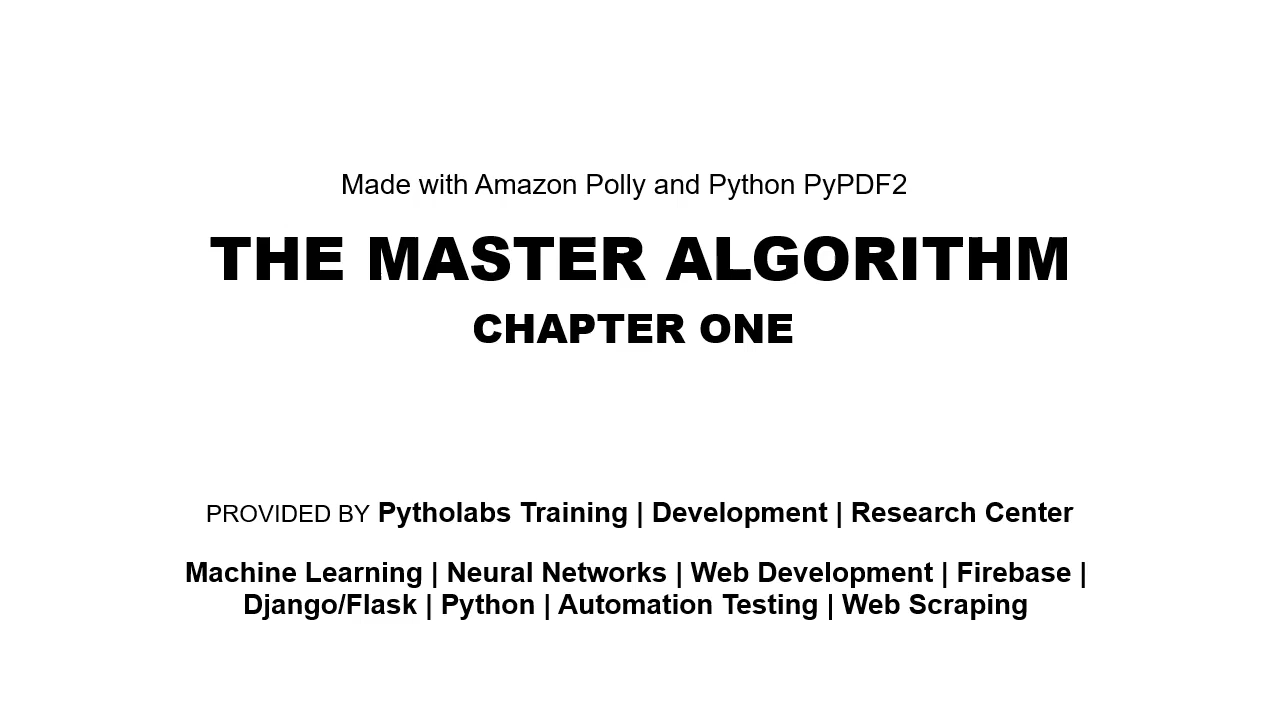 Made with Amazon Polly and Python PyPDF2
THE MASTER ALGORITHM
CHAPTER ONE
PROVIDED BY Pytholabs Training | Development | Research Center
Machine Learning | Neural Networks | Web Development | Firebase |
Django/Flask | Python | Automation Testing | Web Scraping